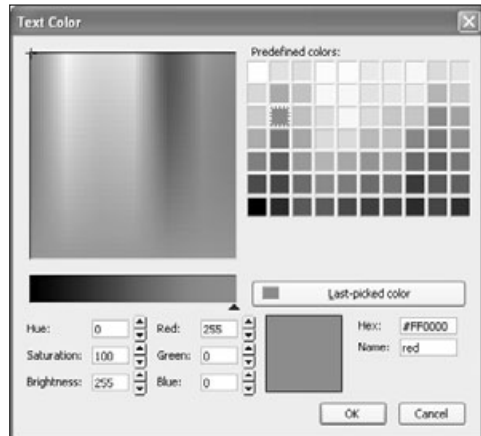 Text Color
Predefined colors:
Last-picked color
Hue: 0 Red: 255 Hex: #FF0000
Saturation: 100 Green: 0 Name: red
Brightness: 255 Blue: 0
OK Cancel